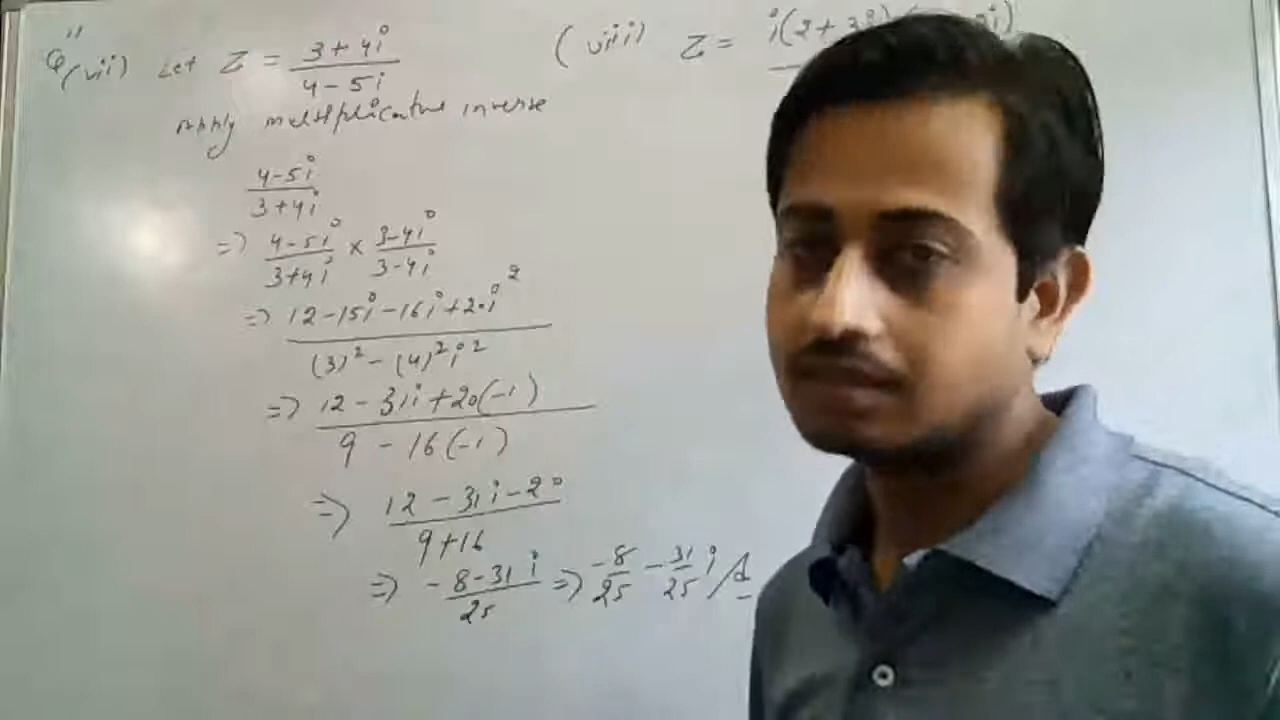 Q" (vii) Let Z = 3+4i / 4-5i
(viii) Z = i(2+3i)
Apply multiplicative inverse
4-5i / 3+4i
=> 4-5i / 3+4i × 3-4i / 3-4i
=> 12-15i-16i+20i² / (3)²-(4)²i²
=> 12-31i+20(-1) / 9-16(-1)
=> 12-31i-20 / 9+16
=> -8-31i / 25 => -8/25 - 31/25 i